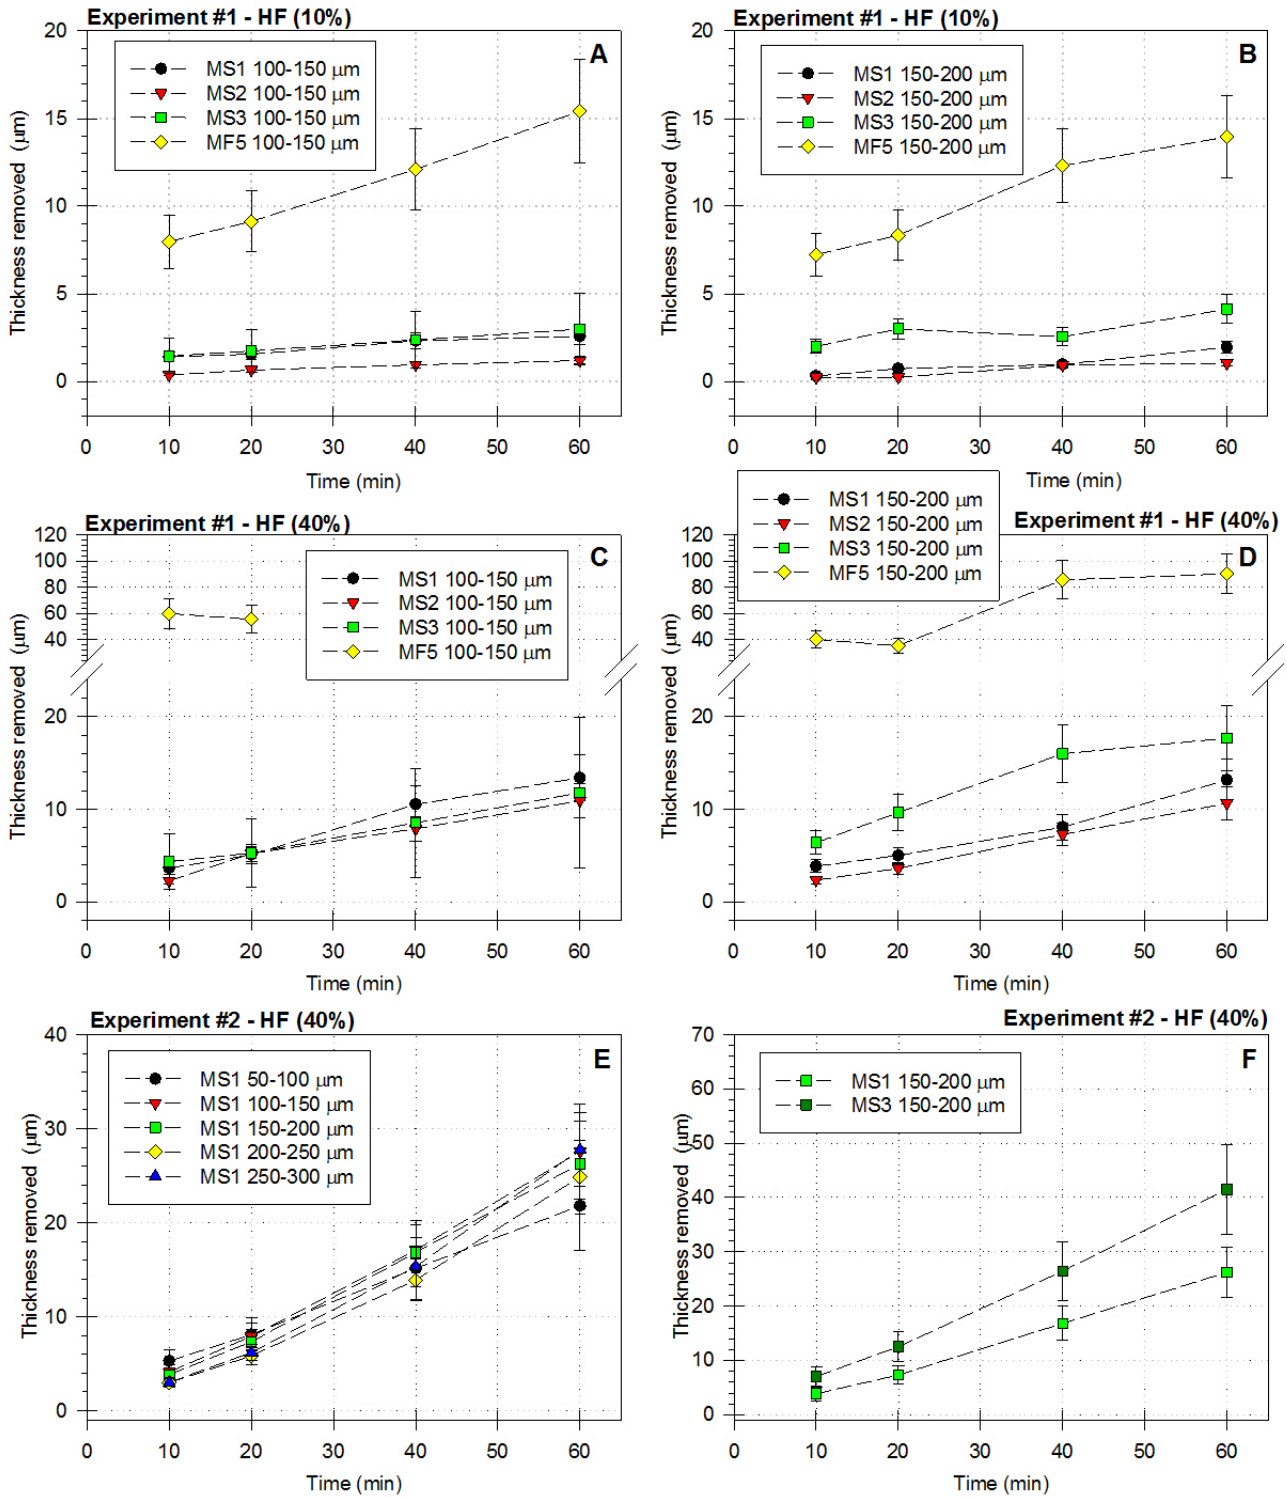 Experiment #1 - HF (10%)
A
MS1 100-150 μm
MS2 100-150 μm
MS3 100-150 μm
MF5 100-150 μm
Thickness removed (μm)
20
15
10
5
0
0 10 20 30 40 50 60
Time (min)
Experiment #1 - HF (10%)
B
MS1 150-200 μm
MS2 150-200 μm
MS3 150-200 μm
MF5 150-200 μm
Thickness removed (μm)
20
15
10
5
0
0 10 20 30 40 50 60
Time (min)
Experiment #1 - HF (40%)
C
MS1 100-150 μm
MS2 100-150 μm
MS3 100-150 μm
MF5 100-150 μm
Thickness removed (μm)
120
100
80
60
40
20
10
0
0 10 20 30 40 50 60
Time (min)
Experiment #1 - HF (40%)
D
MS1 150-200 μm
MS2 150-200 μm
MS3 150-200 μm
MF5 150-200 μm
Thickness removed (μm)
120
100
80
60
40
20
10
0
0 10 20 30 40 50 60
Time (min)
Experiment #2 - HF (40%)
E
MS1 50-100 μm
MS1 100-150 μm
MS1 150-200 μm
MS1 200-250 μm
MS1 250-300 μm
Thickness removed (μm)
40
30
20
10
0
0 10 20 30 40 50 60
Time (min)
Experiment #2 - HF (40%)
F
MS1 150-200 μm
MS3 150-200 μm
Thickness removed (μm)
70
60
50
40
30
20
10
0
0 10 20 30 40 50 60
Time (min)